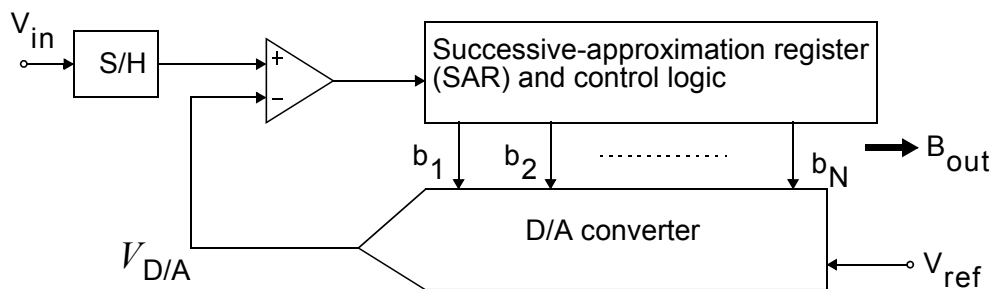 V_in
S/H
+
−
Successive-approximation register
(SAR) and control logic
b_1
b_2
b_N
B_out
D/A converter
V_D/A
V_ref